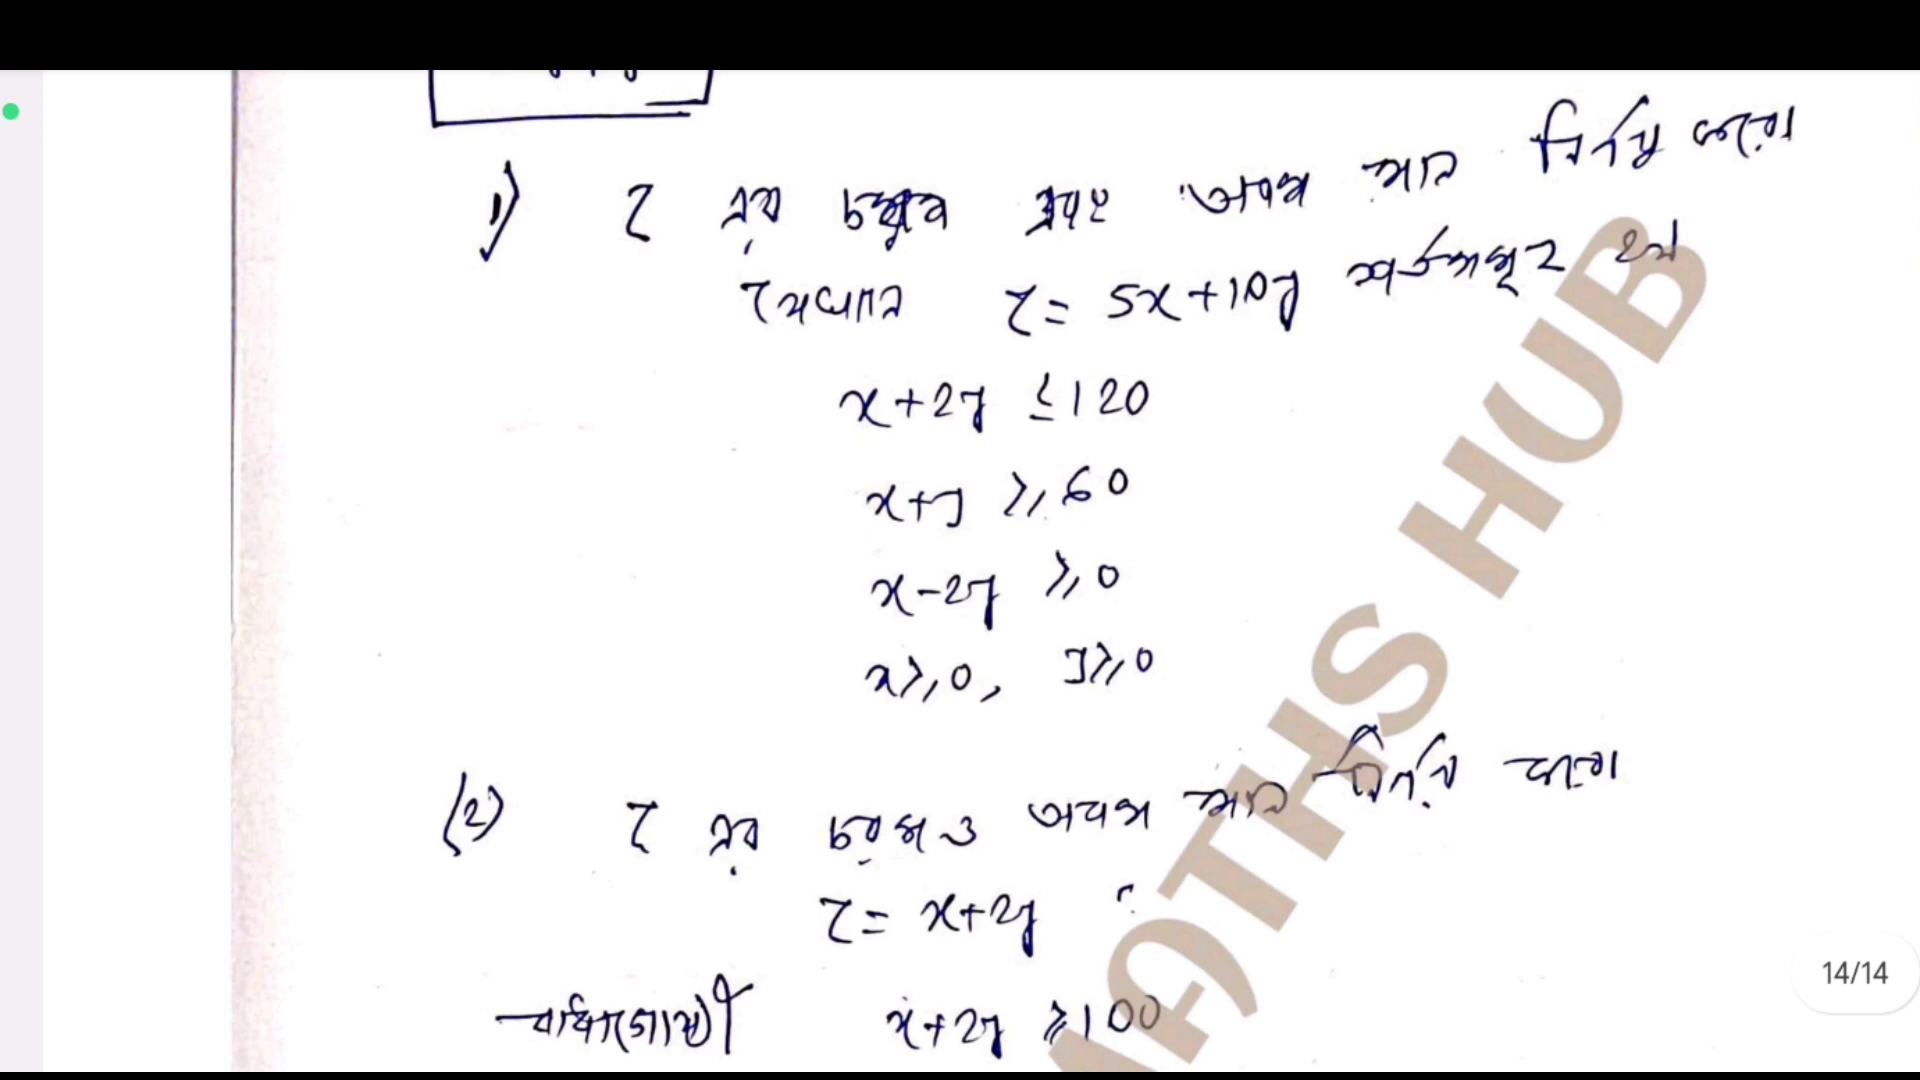 1) Z এর চরম এবং অবম মান নির্ণয় করো
যেখানে Z = 5x+10y
x+2y ≤ 120
x+y ≥ 60
x-2y ≥ 0
x ≥ 0, y ≥ 0
(2) Z এর চরম ও অবম মান নির্ণয় করো
Z = x+2y
x+2y ≥ 100
MATHS HUB
14/14